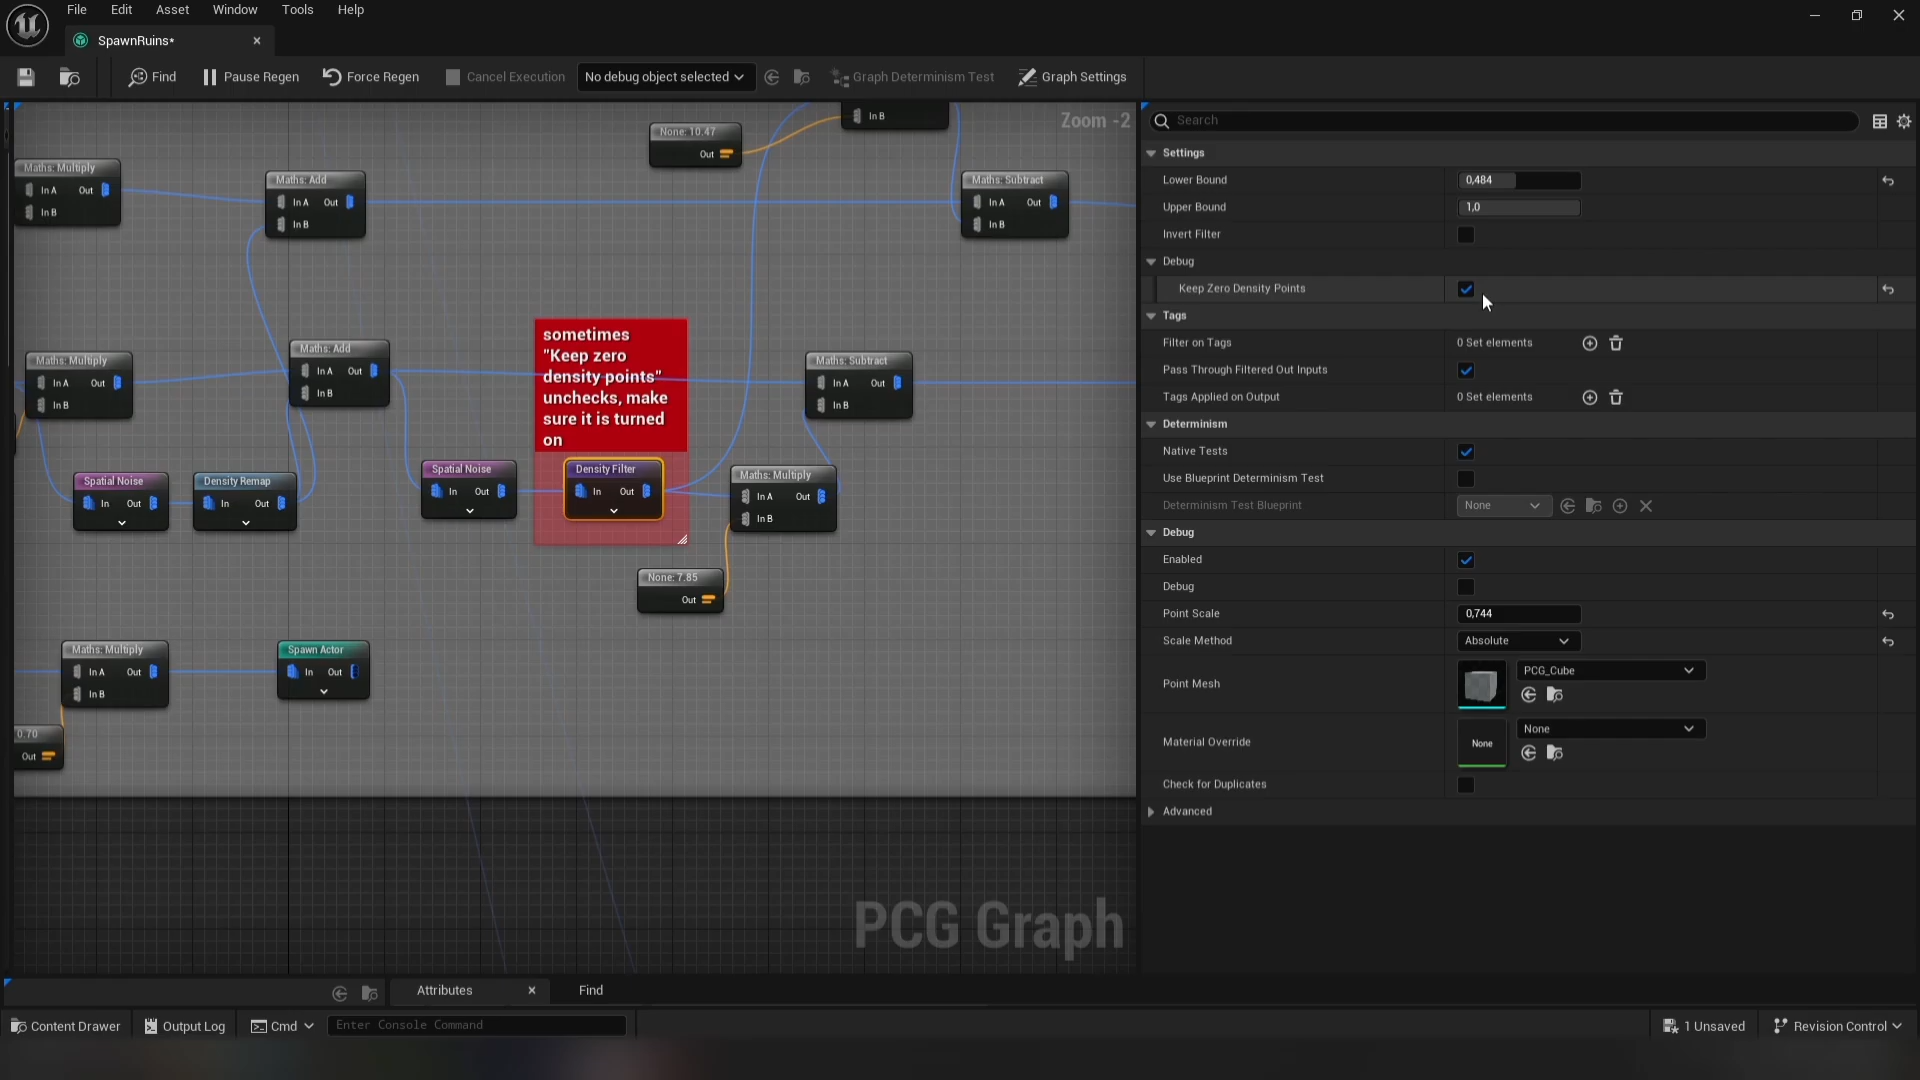 File Edit Asset Window Tools Help
SpawnRuins*
Find Pause Regen Force Regen Cancel Execution No debug object selected Graph Determinism Test Graph Settings
Zoom -2
In B
None: 10.47
Out
Maths: Multiply
In A Out
In B
Maths: Add
In A Out
In B
Maths: Subtract
In A Out
In B
sometimes
"Keep zero
density points"
unchecks, make
sure it is turned
on
Maths: Multiply
In A Out
In B
Maths: Add
In A Out
In B
Maths: Subtract
In A Out
In B
Spatial Noise
In Out
Density Remap
In Out
Spatial Noise
In Out
Density Filter
In Out
Maths: Multiply
In A Out
In B
None: 7.85
Out
Maths: Multiply
In A Out
In B
Spawn Actor
In Out
0.70
Out
PCG Graph
Search
Settings
Lower Bound 0,484
Upper Bound 1,0
Invert Filter
Debug
Keep Zero Density Points
Tags
Filter on Tags 0 Set elements
Pass Through Filtered Out Inputs
Tags Applied on Output 0 Set elements
Determinism
Native Tests
Use Blueprint Determinism Test
Determinism Test Blueprint None
Debug
Enabled
Debug
Point Scale 0,744
Scale Method Absolute
Point Mesh PCG_Cube
Material Override None None
Check for Duplicates
Advanced
Attributes Find
Content Drawer Output Log Cmd Enter Console Command 1 Unsaved Revision Control